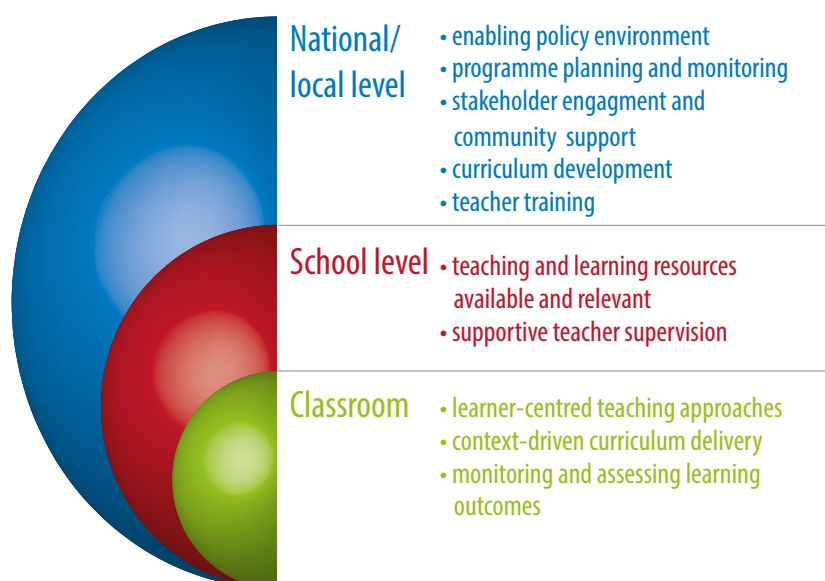 National/
local level
• enabling policy environment
• programme planning and monitoring
• stakeholder engagment and
community support
• curriculum development
• teacher training
School level
• teaching and learning resources
available and relevant
• supportive teacher supervision
Classroom
• learner-centred teaching approaches
• context-driven curriculum delivery
• monitoring and assessing learning
outcomes